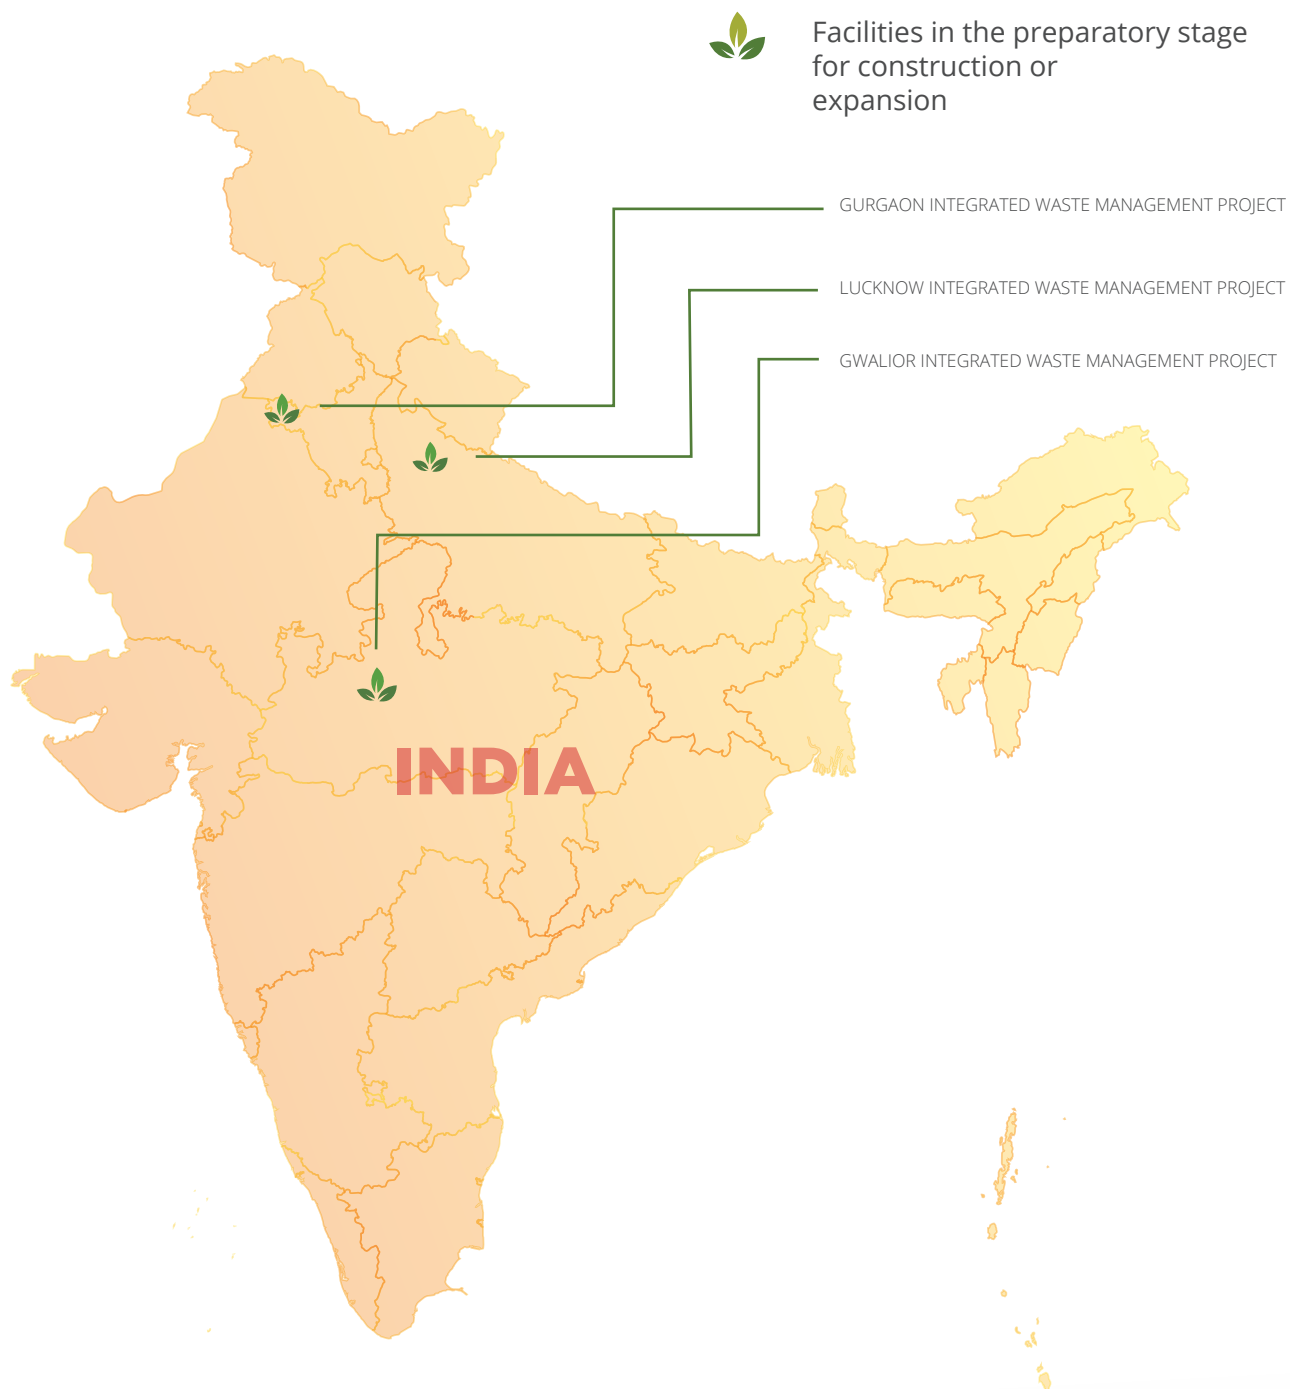 Facilities in the preparatory stage
for construction or
expansion
GURGAON INTEGRATED WASTE MANAGEMENT PROJECT
LUCKNOW INTEGRATED WASTE MANAGEMENT PROJECT
GWALIOR INTEGRATED WASTE MANAGEMENT PROJECT
INDIA